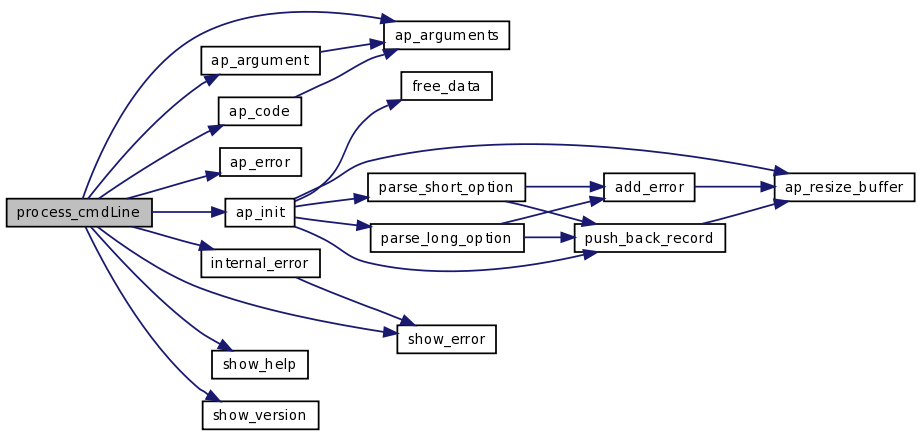 ap_arguments
ap_argument
free_data
ap_code
ap_error
parse_short_option
add_error
ap_resize_buffer
process_cmdLine
ap_init
parse_long_option
push_back_record
internal_error
show_error
show_help
show_version